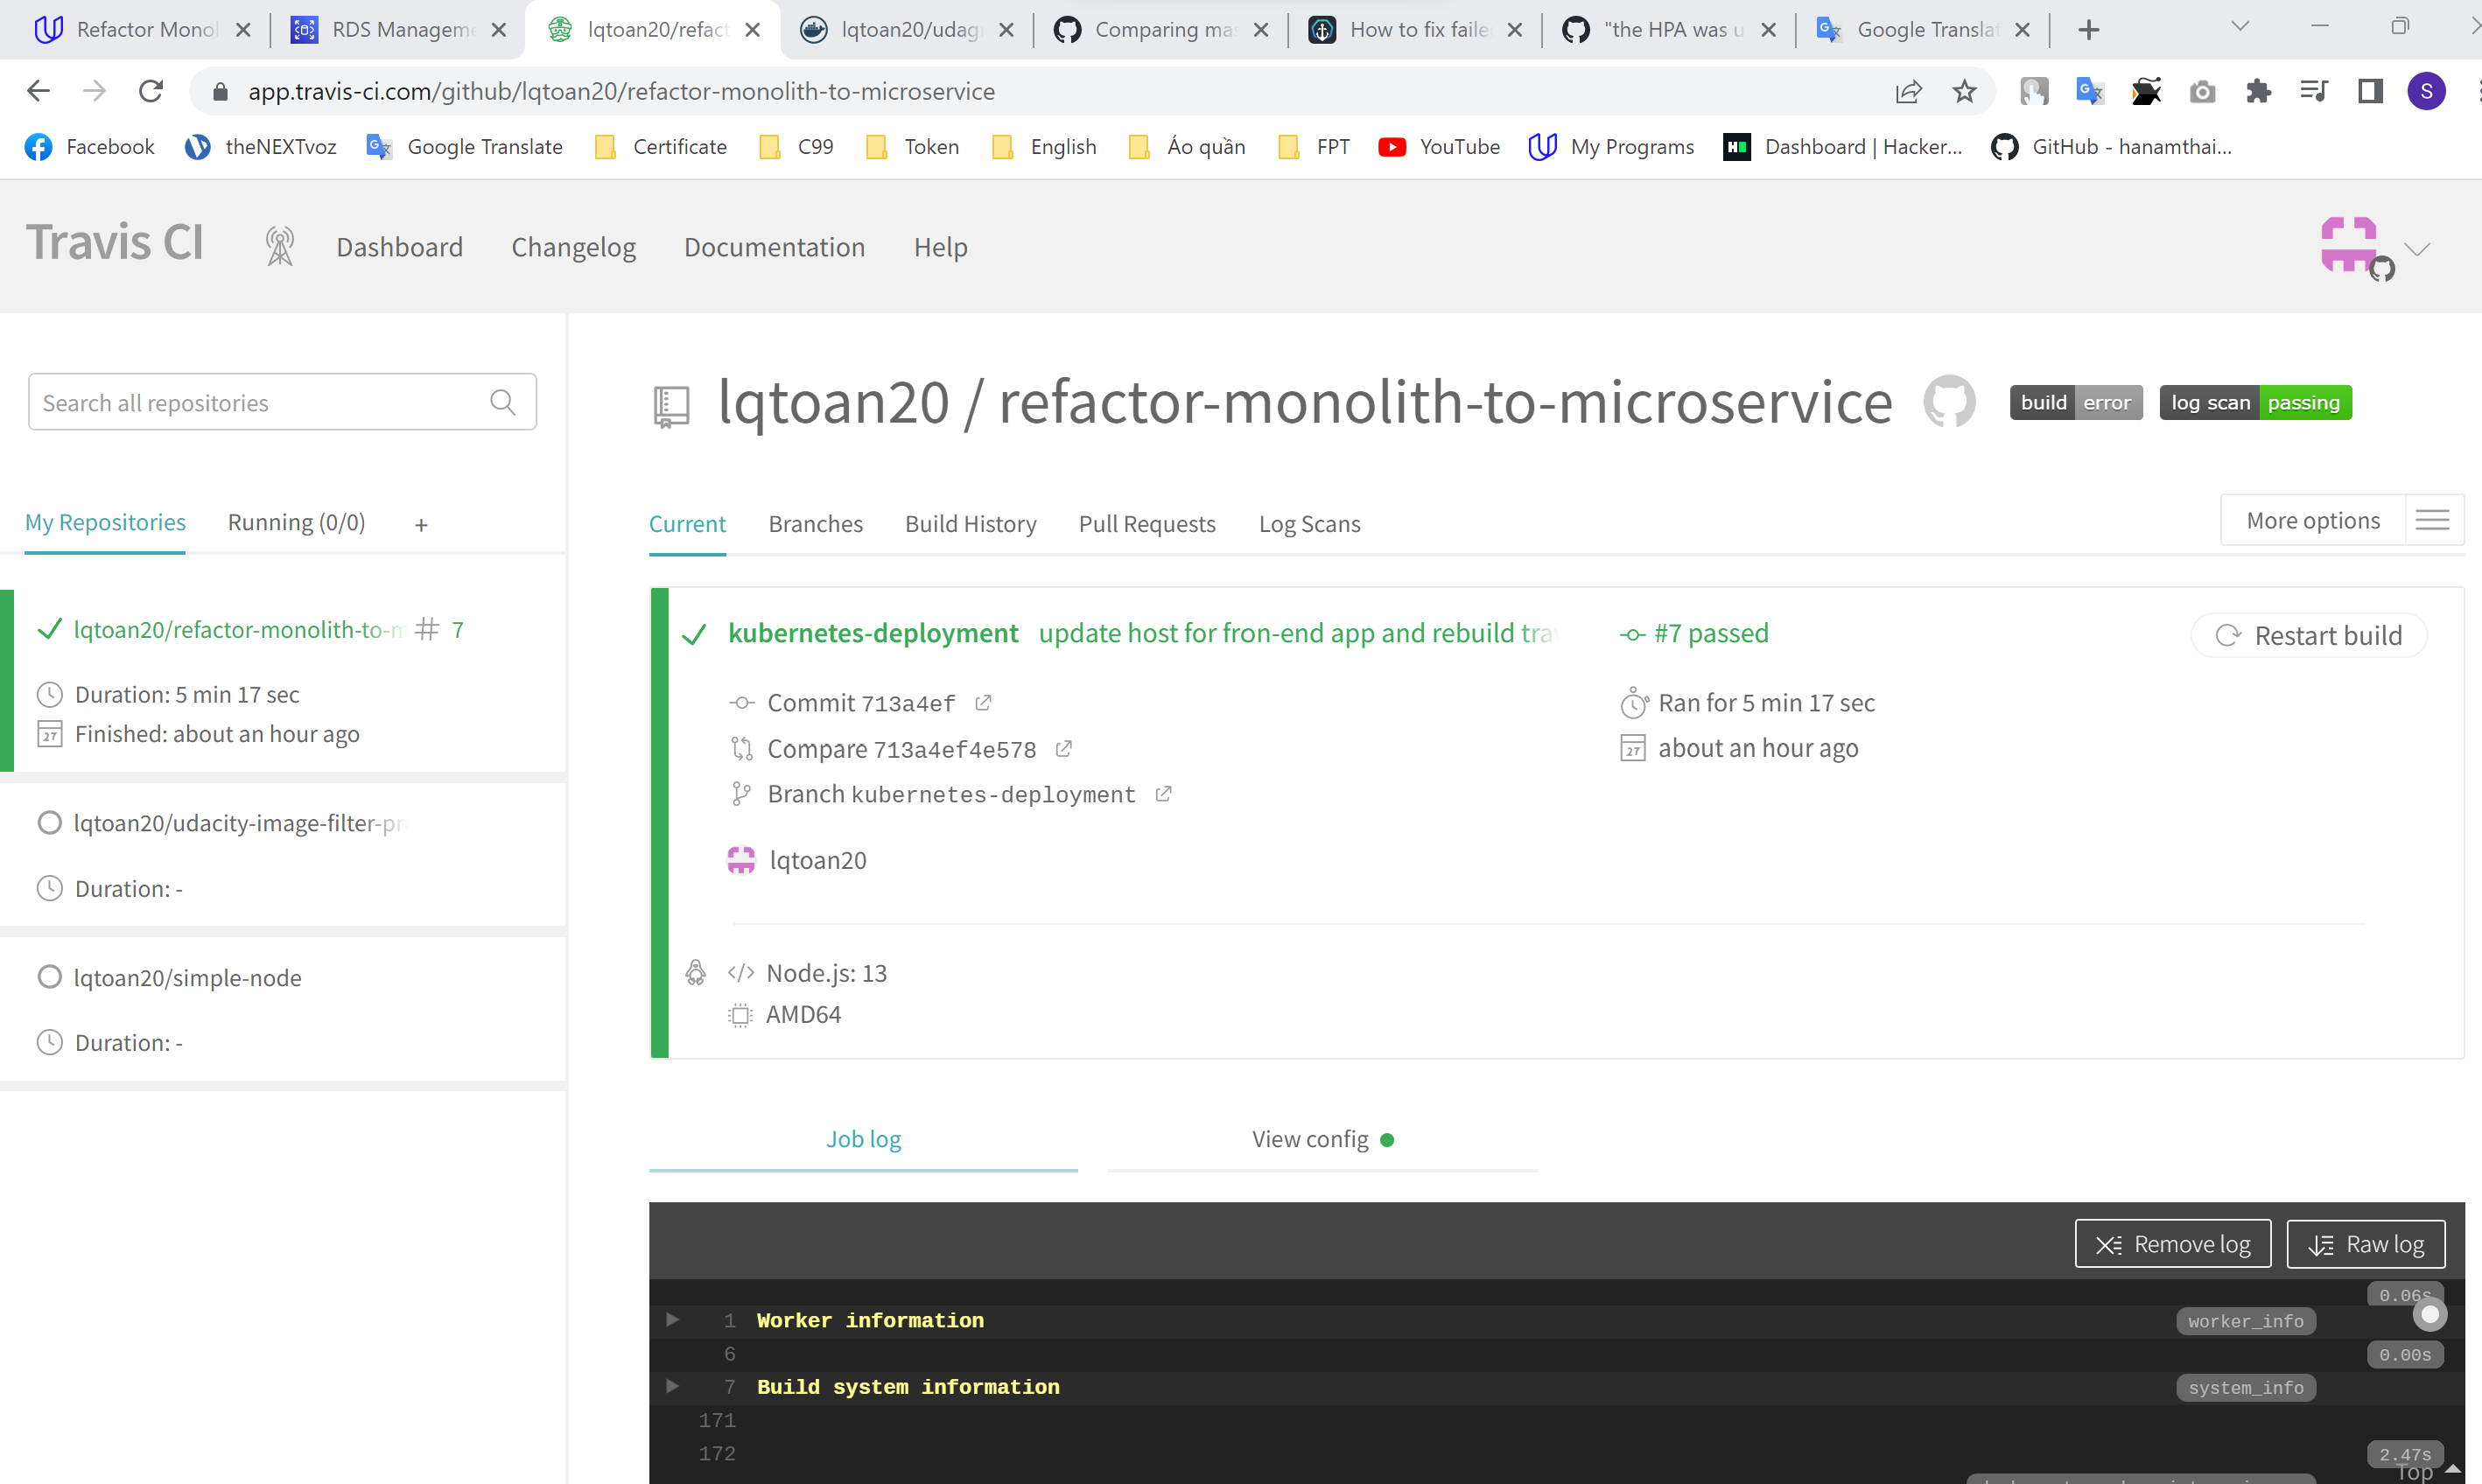 Refactor Monol
RDS Manageme
lqtoan20/refact
lqtoan20/udag
Comparing mas
How to fix failed
"the HPA was u
Google Translat
app.travis-ci.com/github/lqtoan20/refactor-monolith-to-microservice
S
Facebook
theNEXTvoz
Google Translate
Certificate
C99
Token
English
Áo quần
FPT
YouTube
My Programs
Dashboard | Hacker...
GitHub - hanamthai...
Travis CI
Dashboard
Changelog
Documentation
Help
Search all repositories
lqtoan20 / refactor-monolith-to-microservice
build error
log scan passing
My Repositories
Running (0/0)
+
Current
Branches
Build History
Pull Requests
Log Scans
More options
lqtoan20/refactor-monolith-to-m # 7
Duration: 5 min 17 sec
Finished: about an hour ago
lqtoan20/udacity-image-filter-pr
Duration: -
lqtoan20/simple-node
Duration: -
kubernetes-deployment update host for fron-end app and rebuild tra
#7 passed
Restart build
Commit 713a4ef
Ran for 5 min 17 sec
Compare 713a4ef4e578
about an hour ago
Branch kubernetes-deployment
lqtoan20
Node.js: 13
AMD64
Job log
View config
Remove log
Raw log
0.06s
1 Worker information
worker_info
6
0.00s
7 Build system information
system_info
171
172
2.47s
Top